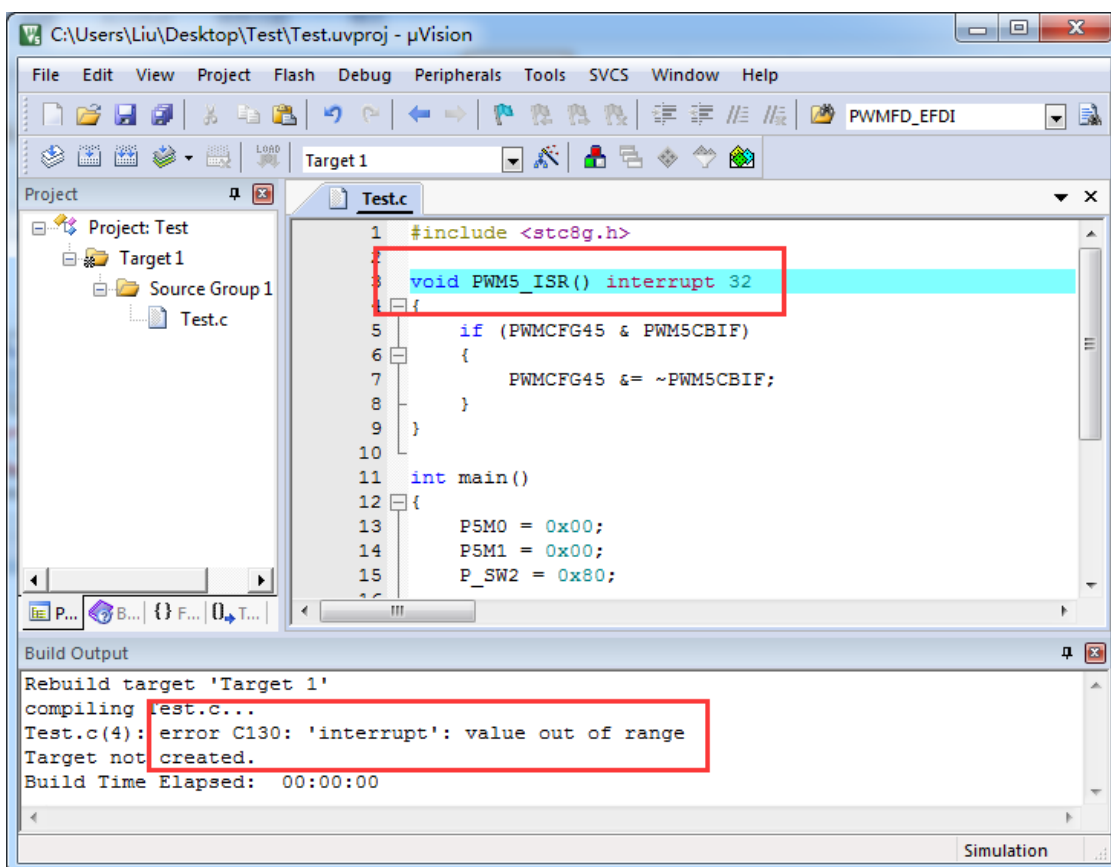 C:\Users\Liu\Desktop\Test\Test.uvproj - µVision
File Edit View Project Flash Debug Peripherals Tools SVCS Window Help
PWMFD_EFDI
LOAD Target 1
Project
Test.c
Project: Test
Target 1
Source Group 1
Test.c
1 #include <stc8g.h>
2
3 void PWM5_ISR() interrupt 32
4 {
5 if (PWMCFG45 & PWM5CBIF)
6 {
7 PWMCFG45 &= ~PWM5CBIF;
8 }
9 }
10
11 int main()
12 {
13 P5M0 = 0x00;
14 P5M1 = 0x00;
15 P_SW2 = 0x80;
P... B... {} F... 0 T...
Build Output
Rebuild target 'Target 1'
compiling Test.c...
Test.c(4): error C130: 'interrupt': value out of range
Target not created.
Build Time Elapsed: 00:00:00
Simulation